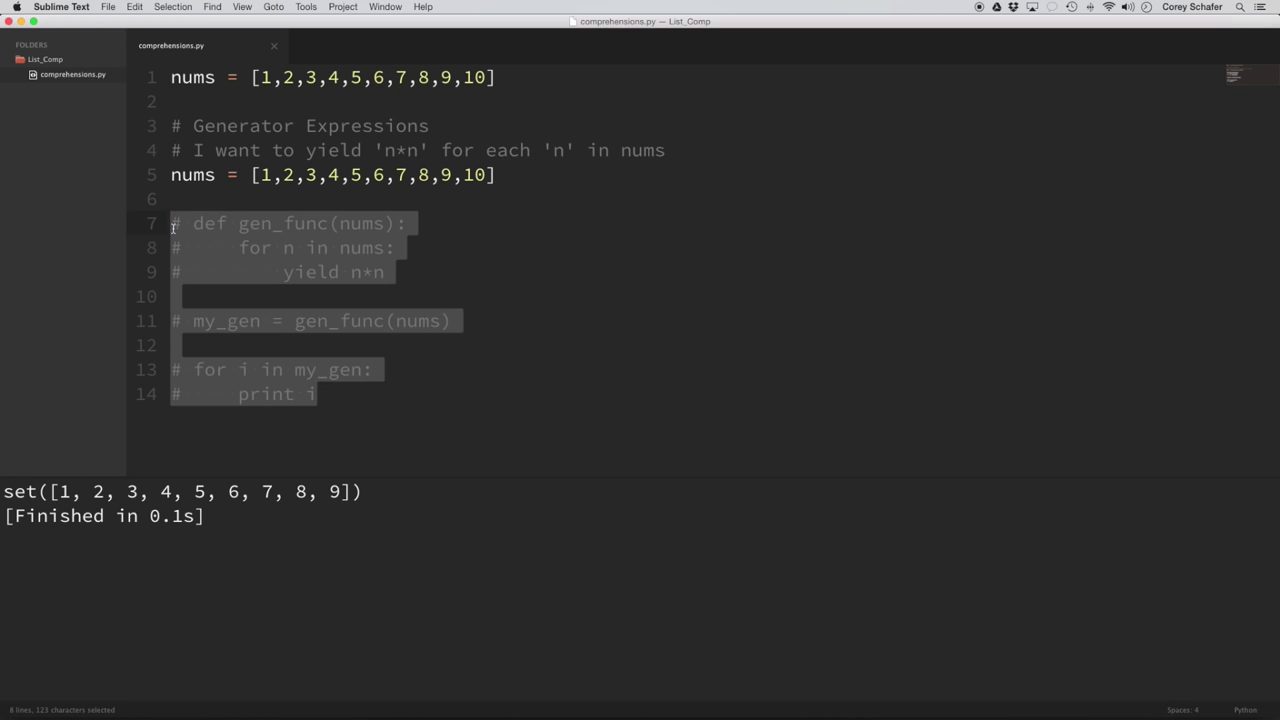 Sublime Text File Edit Selection Find View Goto Tools Project Window Help Corey Schafer
comprehensions.py — List_Comp
FOLDERS
List_Comp
comprehensions.py
comprehensions.py ×
1 nums = [1,2,3,4,5,6,7,8,9,10]
2
3 # Generator Expressions
4 # I want to yield 'n*n' for each 'n' in nums
5 nums = [1,2,3,4,5,6,7,8,9,10]
6
7 # def gen_func(nums):
8 #     for n in nums:
9 #         yield n*n
10
11 # my_gen = gen_func(nums)
12
13 # for i in my_gen:
14 #     print i
set([1, 2, 3, 4, 5, 6, 7, 8, 9])
[Finished in 0.1s]
8 lines, 123 characters selected Spaces: 4 Python